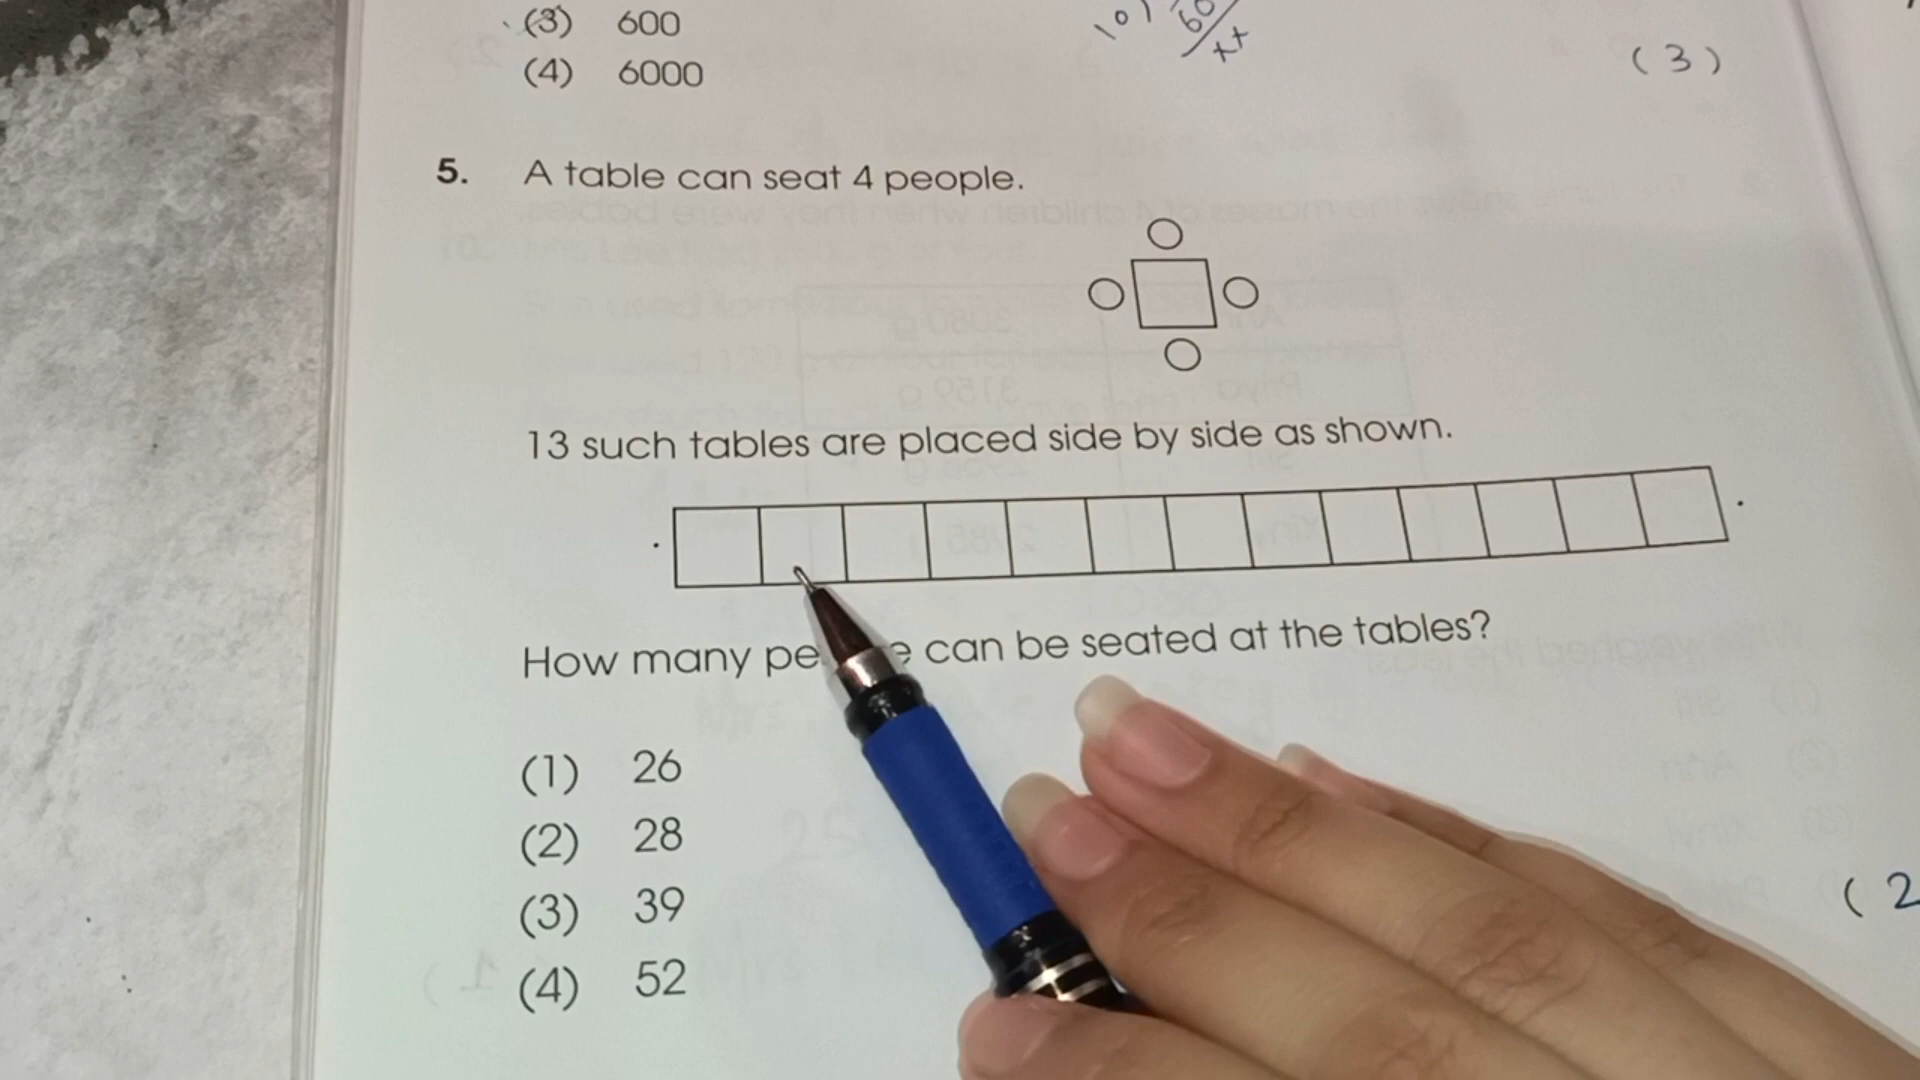 (3) 600
(4) 6000
(3)
5. A table can seat 4 people.
13 such tables are placed side by side as shown.
How many can be seated at the tables?
(1) 26
(2) 28
(3) 39
(4) 52
(2